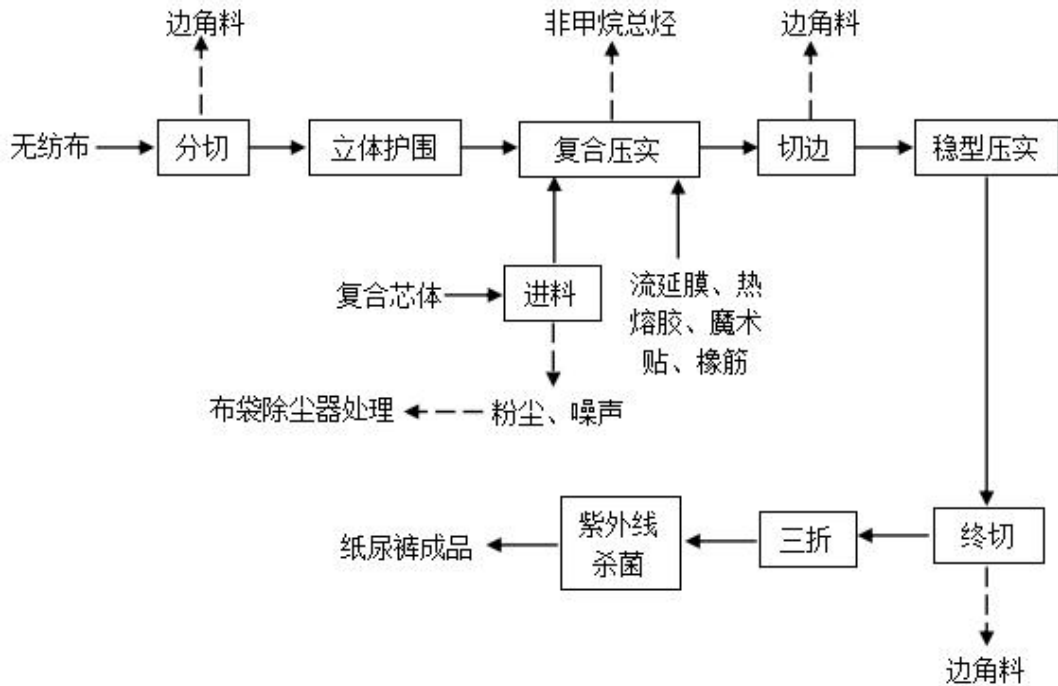 边角料
非甲烷总烃
边角料
无纺布
分切
立体护围
复合压实
切边
稳型压实
复合芯体
进料
流延膜、热
熔胶、魔术
贴、橡筋
布袋除尘器处理
粉尘、噪声
纸尿裤成品
紫外线
杀菌
三折
终切
边角料